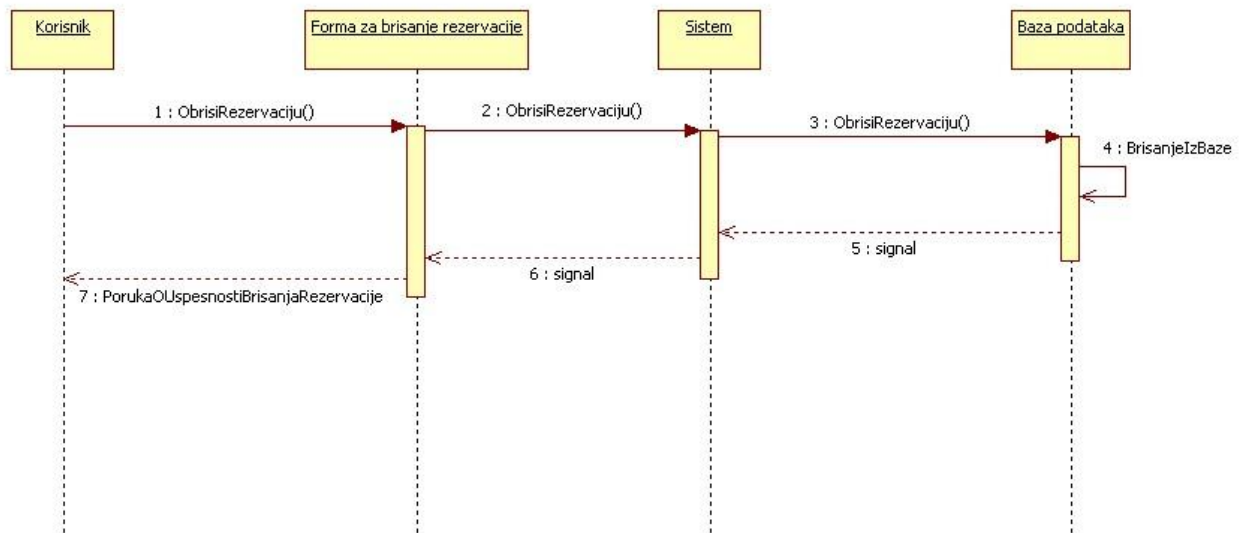 Korisnik
Forma za brisanje rezervacije
Sistem
Baza podataka
1 : ObrisiRezervaciju()
2 : ObrisiRezervaciju()
3 : ObrisiRezervaciju()
4 : BrisanjeIzBaze
5 : signal
6 : signal
7 : PorukaOUspesnostiBrisanjaRezervacije